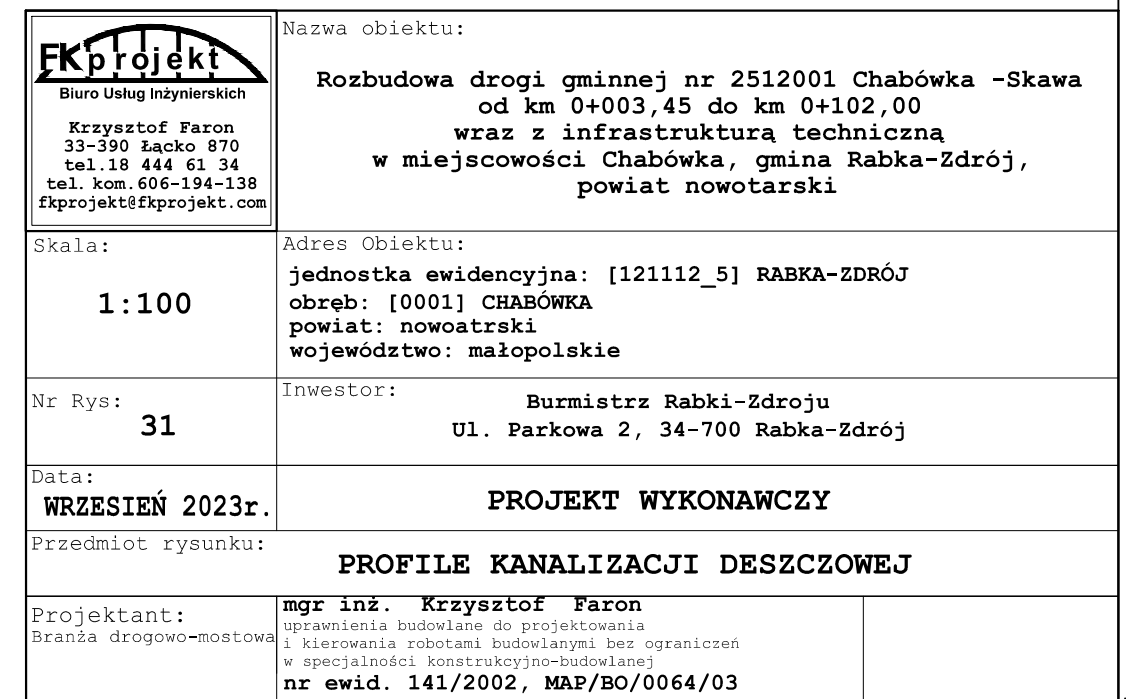 FKprojekt
Biuro Usług Inżynierskich
Krzysztof Faron
33-390 Łącko 870
tel.18 444 61 34
tel. kom.606-194-138
fkprojekt@fkprojekt.com
Nazwa obiektu:
Rozbudowa drogi gminnej nr 2512001 Chabówka -Skawa
od km 0+003,45 do km 0+102,00
wraz z infrastrukturą techniczną
w miejscowości Chabówka, gmina Rabka-Zdrój,
powiat nowotarski
Skala:
1:100
Adres Obiektu:
jednostka ewidencyjna: [121112_5] RABKA-ZDRÓJ
obręb: [0001] CHABÓWKA
powiat: nowoatrski
województwo: małopolskie
Nr Rys:
31
Inwestor:
Burmistrz Rabki-Zdroju
Ul. Parkowa 2, 34-700 Rabka-Zdrój
Data:
WRZESIEŃ 2023r.
PROJEKT WYKONAWCZY
Przedmiot rysunku:
PROFILE KANALIZACJI DESZCZOWEJ
Projektant:
Branża drogowo-mostowa
mgr inż. Krzysztof Faron
uprawnienia budowlane do projektowania
i kierowania robotami budowlanymi bez ograniczeń
w specjalności konstrukcyjno-budowlanej
nr ewid. 141/2002, MAP/BO/0064/03